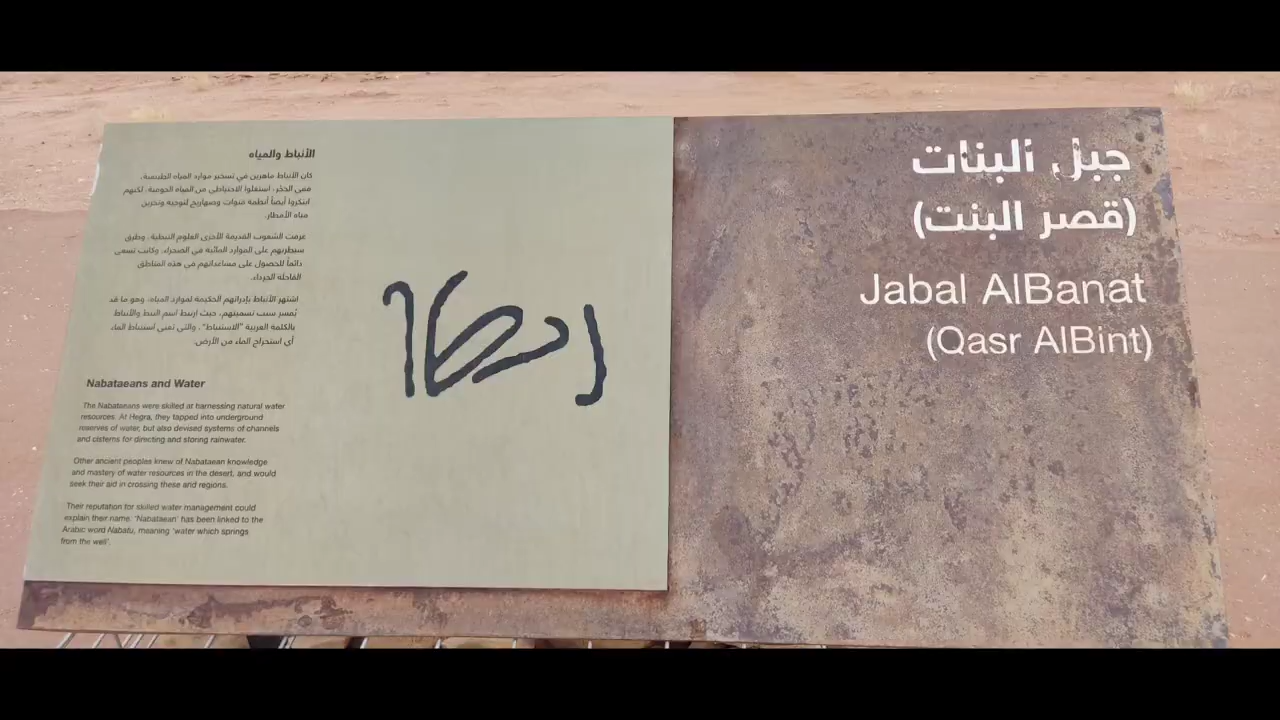 الأنباط والمياه
كان الأنباط ماهرين في تسخير موارد المياه الطبيعية،
ففي الحجْر، استغلوا الاحتياطي من المياه الجوفية، لكنهم
ابتكروا أيضاً أنظمة قنوات وصهاريج لتوجيه وتخزين
مياه الأمطار.
عرفت الشعوب القديمة الأخرى العلوم النبطية، وطرق
سيطرتهم على الموارد المائية في الصحراء، وكانت تسعى
دائماً للحصول على مساعداتهم في هذه المناطق
القاحلة الجرداء.
اشتهر الأنباط بإدراتهم الحكيمة لموارد المياه، وهو ما قد
يُفسر سبب تسميتهم، حيث ارتبط اسم النبط والأنباط
بالكلمة العربية "الاستنباط"، والتي تعني استنباط الماء
أي استخراج الماء من الأرض.
Nabataeans and Water
The Nabataeans were skilled at harnessing natural water
resources. At Hegra, they tapped into underground
reserves of water, but also devised systems of channels
and cisterns for directing and storing rainwater.
Other ancient peoples knew of Nabataean knowledge
and mastery of water resources in the desert, and would
seek their aid in crossing these arid regions.
Their reputation for skilled water management could
explain their name. 'Nabataean' has been linked to the
Arabic word Nabatu, meaning 'water which springs
from the well'.
جبل البنات
(قصر البنت)
Jabal AlBanat
(Qasr AlBint)